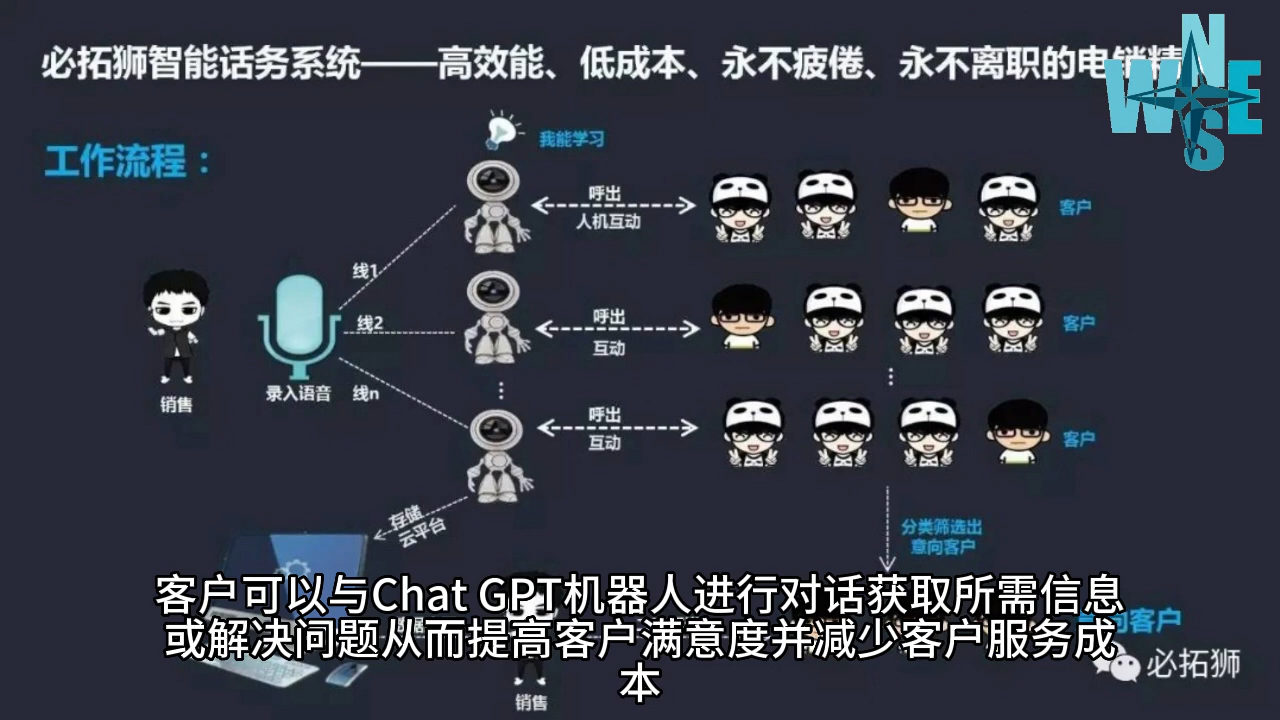 必拓狮智能话务系统——高效能、低成本、永不疲倦、永不离职的电销精
N
W E
S
工作流程：
我能学习
呼出
人机互动
客户
线1
线2
线n
录入语音
销售
呼出
互动
客户
呼出
互动
客户
存储
云平台
分类筛选出
意向客户
客户可以与Chat GPT机器人进行对话获取所需信息
或解决问题从而提高客户满意度并减少客户服务成
本
向客户
必拓狮
销售